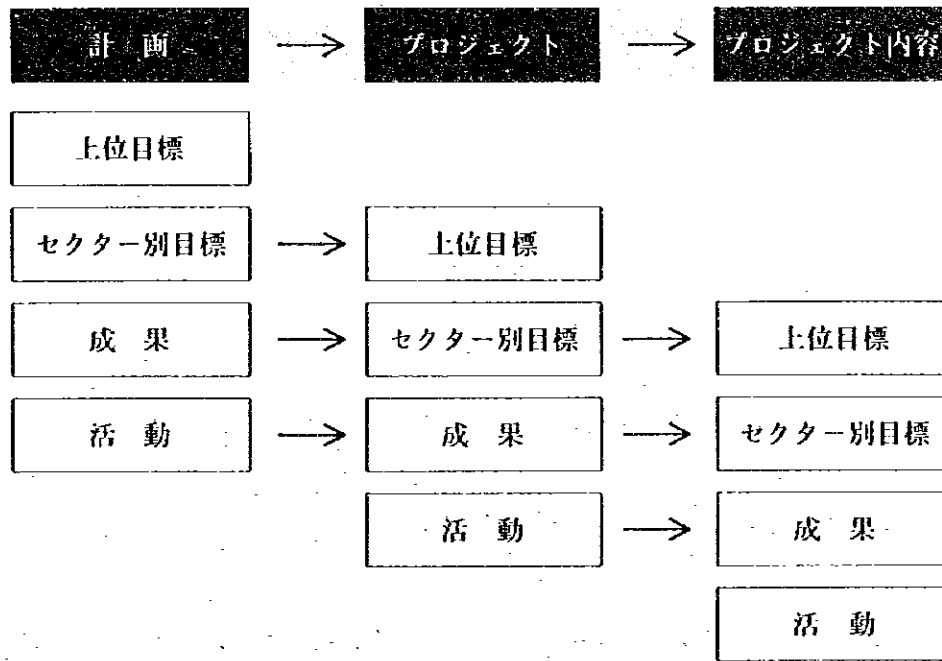 計画 → プロジェクト → プロジェクト内容
上位目標
セクター別目標 → 上位目標
成果 → セクター別目標 → 上位目標
活動 → 成果 → セクター別目標
活動 → 成果
活動